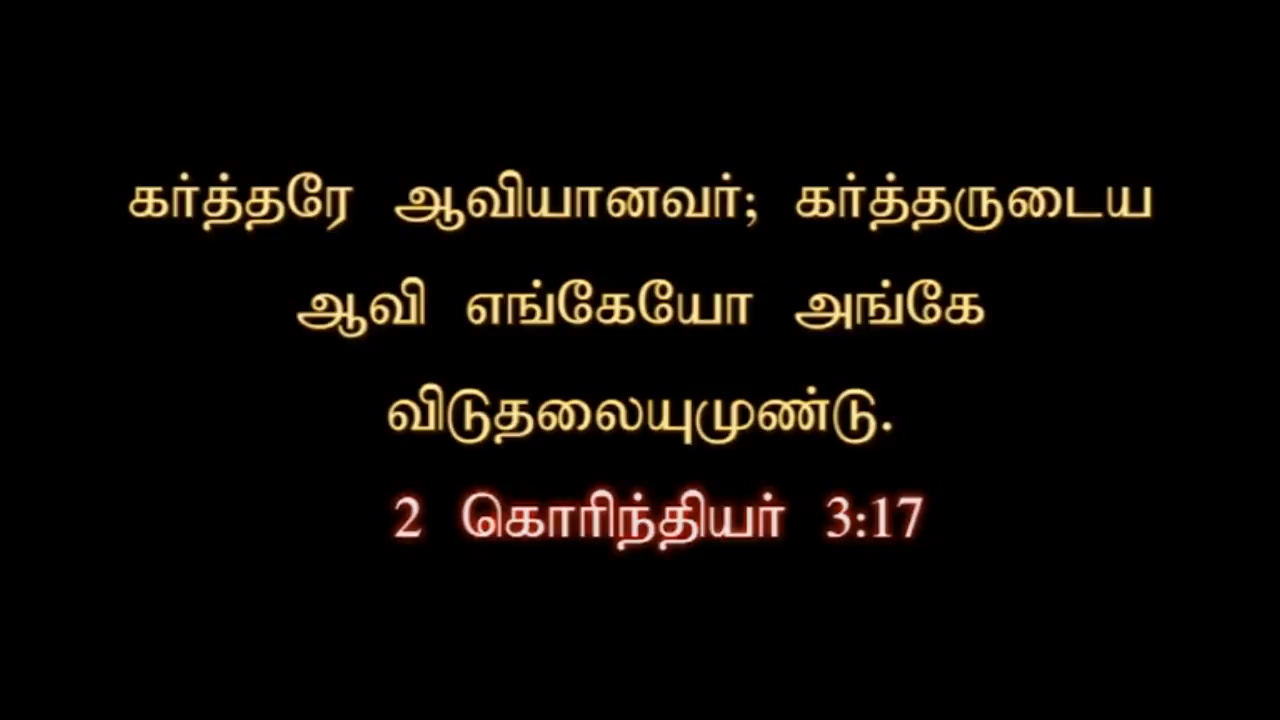 கர்த்தரே ஆவியானவர்; கர்த்தருடைய
ஆவி எங்கேயோ அங்கே
விடுதலையுமுண்டு.
2 கொரிந்தியர் 3:17